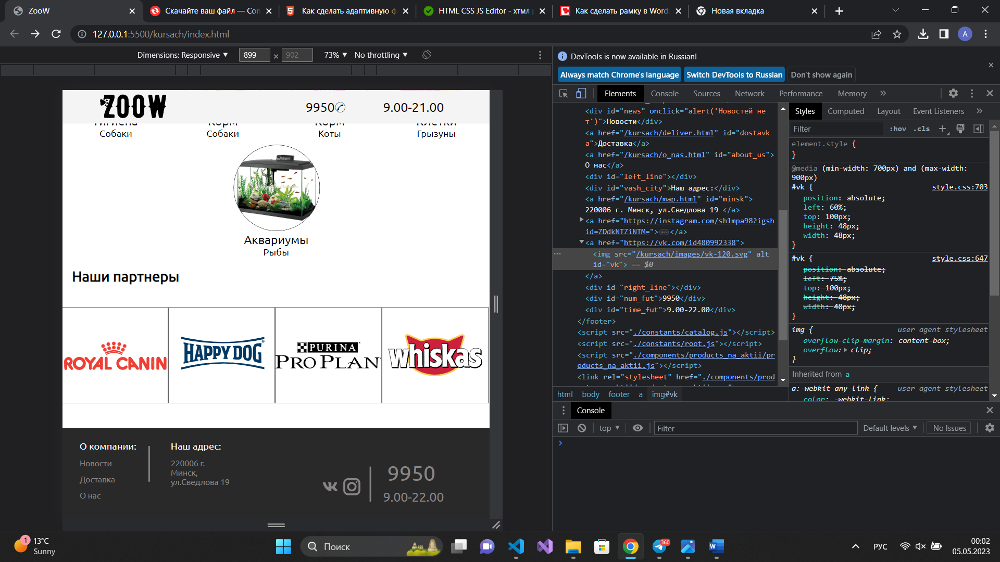 ZooW
Скачайте ваш файл — Con
Как сделать адаптивную ф
HTML CSS JS Editor - хтмл р
Как сделать рамку в Word:
Новая вкладка
127.0.0.1:5500/kursach/index.html
A
Dimensions: Responsive ▼ 899 × 902 73% ▼ No throttling ▼
DevTools is now available in Russian!
Always match Chrome's language Switch DevTools to Russian Don't show again
Elements Console Sources Network Performance Memory »
ZOOW 9950 9.00-21.00
Гигиена Корм Корм Клетки
Собаки Собаки Коты Грызуны
Аквариумы
Рыбы
Наши партнеры
ROYAL CANIN
HAPPY DOG®
PURINA®
PRO PLAN
whiskas
О компании:
Новости
Доставка
О нас
Наш адрес:
220006 г.
Минск,
ул.Сведлова 19
9950
9.00-22.00
<div id="news" onclick="alert('Новостей не
т')">Новости</div>
<a href="/kursach/deliver.html" id="dostavk
a">Доставка</a>
<a href="/kursach/o_nas.html" id="about_us">
О нас</a>
<div id="left_line"></div>
<div id="vash_city">Наш адрес:</div>
<a href="/kursach/map.html" id="minsk">
220006 г. Минск, ул.Сведлова 19 </a>
<a href="https://instagram.com/sh1mpa98?igsh
id=ZDdkNTZiNTM=">…</a>
<a href="https://vk.com/id480992338">
<img src="/kursach/images/vk-120.svg" alt
id="vk"> == $0
</a>
<div id="right_line"></div>
<div id="num_fut">9950</div>
<div id="time_fut">9.00-22.00</div>
</footer>
<script src="./constants/catalog.js"></script>
<script src="./constants/root.js"></script>
<script src="./components/products_na_aktii/pr
oducts_na_aktii.js"></script>
<link rel="stylesheet" href="./components/prod
html body footer a img#vk
Styles Computed Layout Event Listeners »
Filter :hov .cls
element.style {
}
@media (min-width: 700px) and (max-width:
900px)
#vk { style.css:703
position: absolute;
left: 60%;
top: 100px;
height: 48px;
width: 48px;
}
#vk { style.css:647
position: absolute;
left: 75%;
top: 100px;
height: 48px;
width: 48px;
}
img { user agent stylesheet
overflow-clip-margin: content-box;
overflow: clip;
}
Inherited from a
a:-webkit-any-link { user agent stylesheet
color: -webkit-link;
Console
top ▼ Filter Default levels ▼ No Issues
1 13°C
Sunny
Поиск
360
W
РУС
00:02
05.05.2023